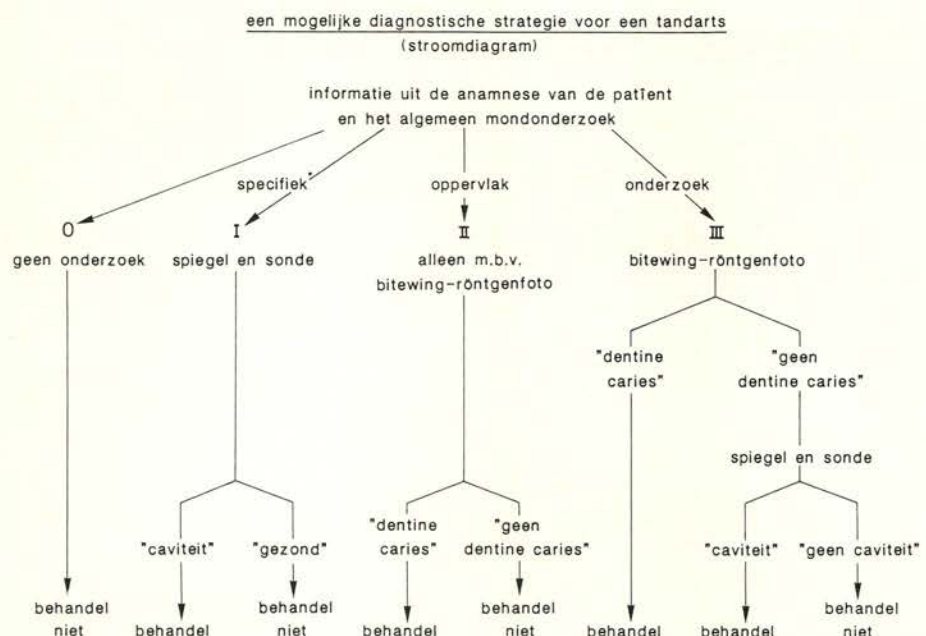 een mogelijke diagnostische strategie voor een tandarts
(stroomdiagram)
informatie uit de anamnese van de patïent
en het algemeen mondonderzoek
specifiek" oppervlak onderzoek
0 I II III
geen onderzoek spiegel en sonde alleen m.b.v. bitewing-röntgenfoto
bitewing-röntgenfoto
"dentine "geen
caries" dentine caries"
spiegel en sonde
"dentine "geen
"caviteit" "gezond" caries" dentine caries" "caviteit" "geen caviteit"
behandel behandel behandel behandel
niet behandel niet behandel niet behandel behandel niet